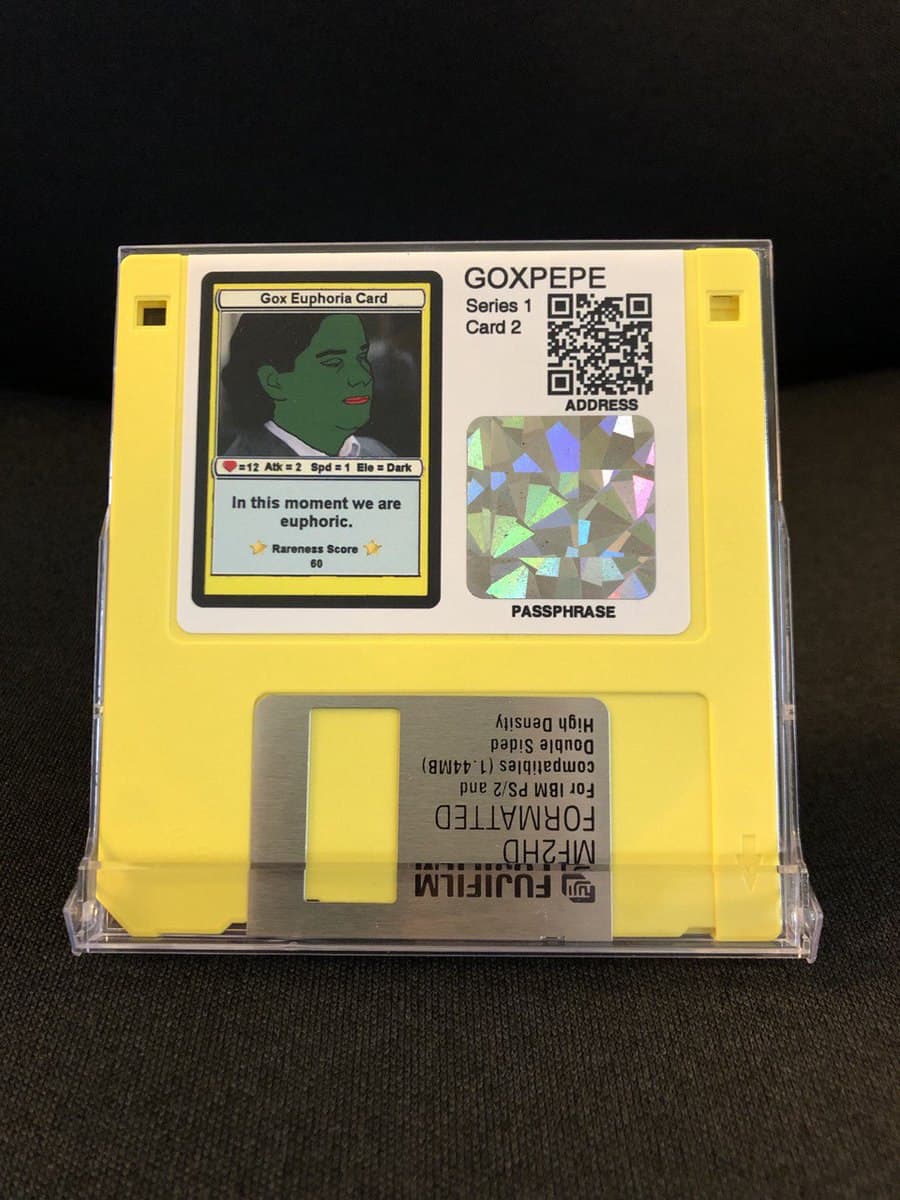 Gox Euphoria Card
=12 Atk = 2 Spd = 1 Ele = Dark
In this moment we are
euphoric.
Rareness Score
60
GOXPEPE
Series 1
Card 2
ADDRESS
PASSPHRASE
FUJIFILM
MF2HD
FORMATTED
For IBM PS/2 and
compatibles (1.44MB)
Double Sided
High Density